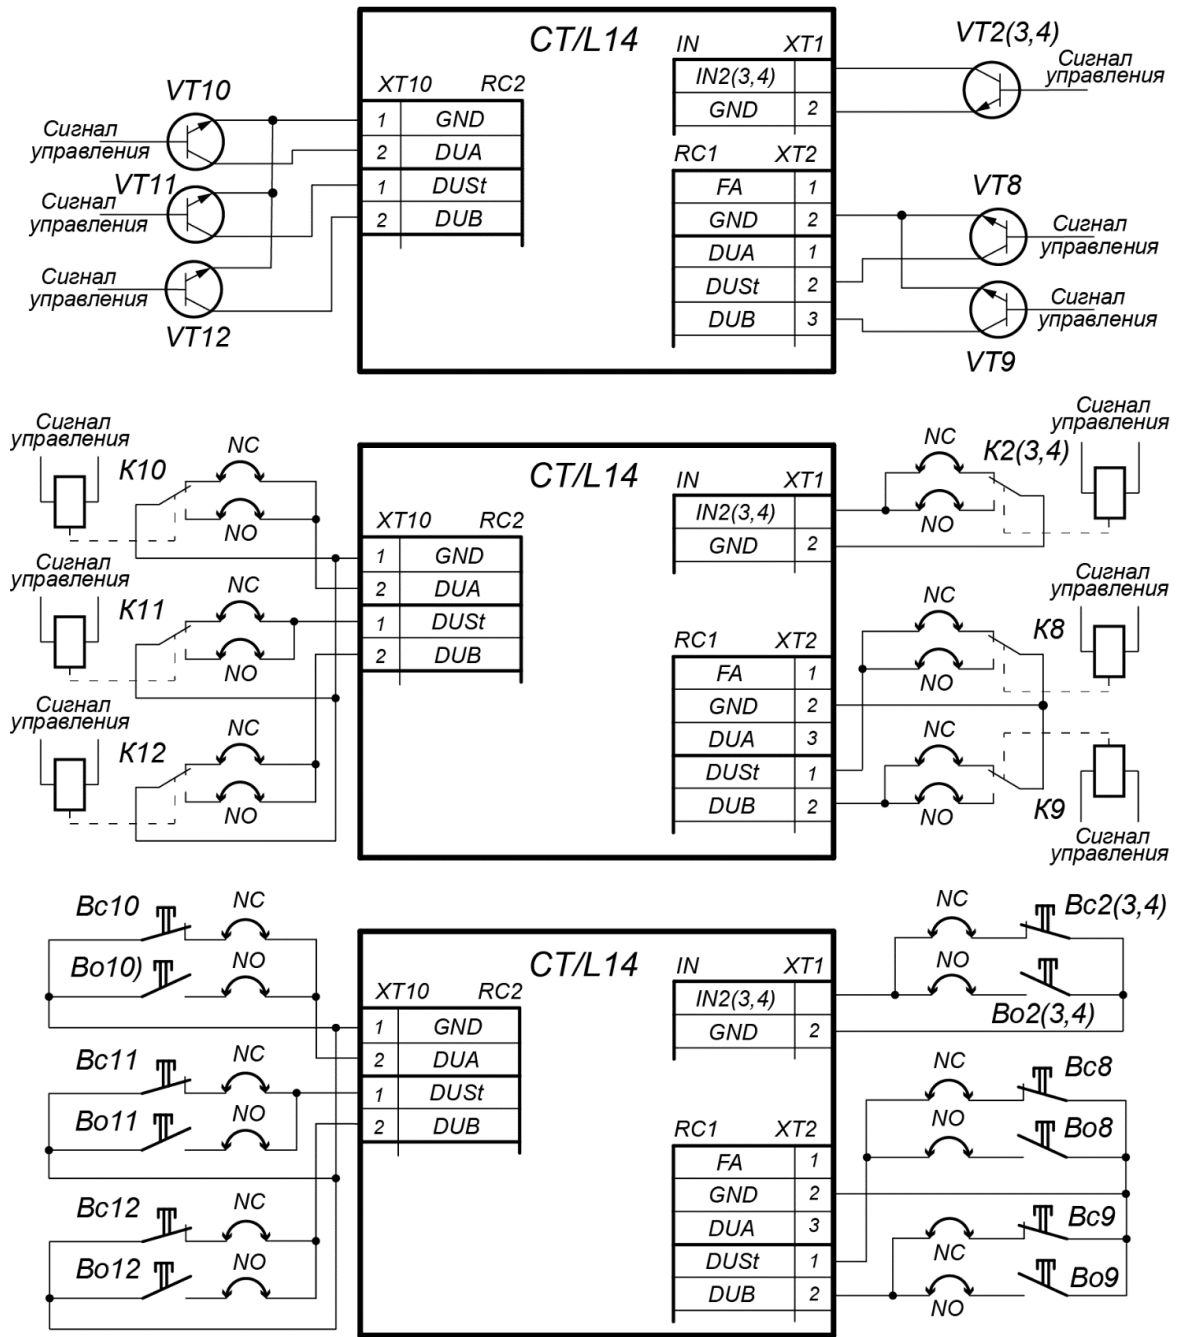 CT/L14
VT10
Сигнал
управления
VT11
Сигнал
управления
Сигнал
управления
VT12
XT10 RC2
1 GND
2 DUA
1 DUSt
2 DUB
IN XT1
IN2(3,4)
GND 2
RC1 XT2
FA 1
GND 2
DUA 1
DUSt 2
DUB 3
VT2(3,4)
Сигнал
управления
VT8
Сигнал
управления
Сигнал
управления
VT9
CT/L14
Сигнал
управления
K10
NC
NO
Сигнал
управления
K11
NC
NO
Сигнал
управления
K12
NC
NO
XT10 RC2
1 GND
2 DUA
1 DUSt
2 DUB
IN XT1
IN2(3,4)
GND 2
RC1 XT2
FA 1
GND 2
DUA 3
DUSt 1
DUB 2
Сигнал
управления
NC
K2(3,4)
NO
Сигнал
управления
NC
K8
NO
NC
K9
NO
Сигнал
управления
CT/L14
Bc10
NC
Bo10)
NO
Bc11
NC
Bo11
NO
Bc12
NC
Bo12
NO
XT10 RC2
1 GND
2 DUA
1 DUSt
2 DUB
IN XT1
IN2(3,4)
GND 2
RC1 XT2
FA 1
GND 2
DUA 3
DUSt 1
DUB 2
NC
Bc2(3,4)
NO
Bo2(3,4)
NC
Bc8
NO
Bo8
Bc9
NC
Bo9
NO